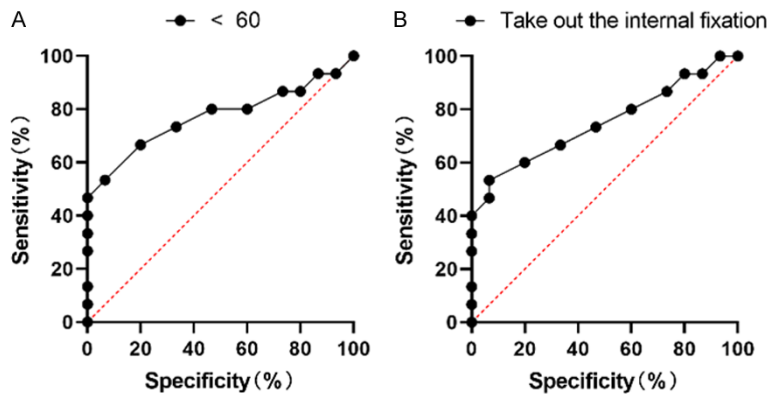 A
< 60
100
80
60
40
20
0
Sensitivity(%)
0 20 40 60 80 100
Specificity(%)
B
Take out the internal fixation
100
80
60
40
20
0
Sensitivity(%)
0 20 40 60 80 100
Specificity(%)